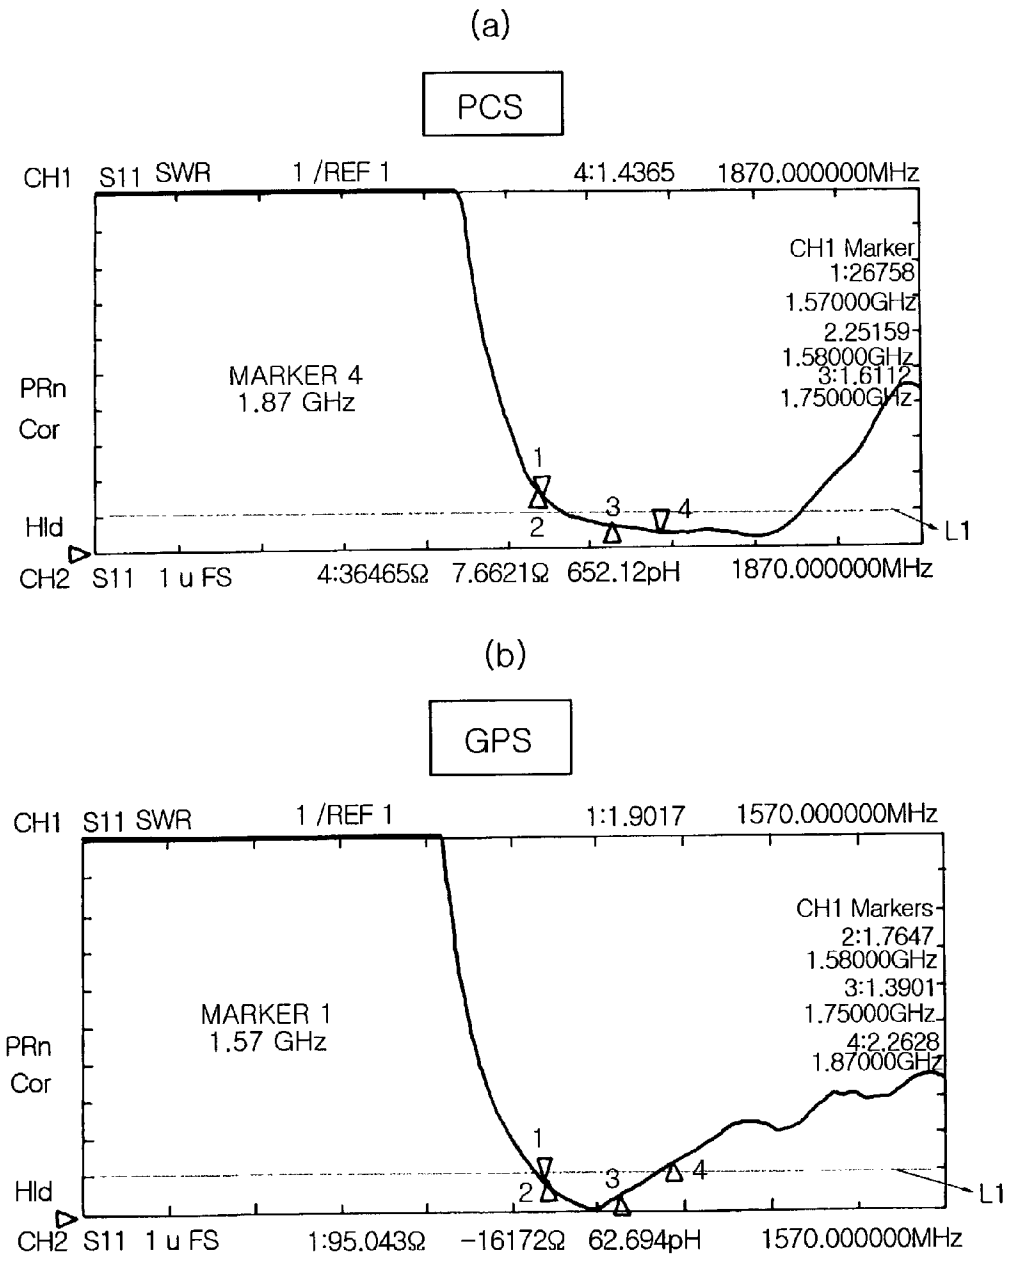 (a)
PCS
CH1 S11 SWR 1 /REF 1 4:1.4365 1870.000000MHz
CH1 Marker
1:26758
1.57000GHz
2.25159
1.58000GHz
3:1.6112
1.75000GHz
MARKER 4
1.87 GHz
PRn
Cor
1
3
4
2
Hld
L1
CH2 S11 1 u FS 4:36465Ω 7.6621Ω 652.12pH 1870.000000MHz
(b)
GPS
CH1 S11 SWR 1 /REF 1 1:1.9017 1570.000000MHz
CH1 Markers
2:1.7647
1.58000GHz
3:1.3901
1.75000GHz
4:2.2628
1.87000GHz
MARKER 1
1.57 GHz
PRn
Cor
1
2
3
4
Hld
L1
CH2 S11 1 u FS 1:95.043Ω -16172Ω 62.694pH 1570.000000MHz